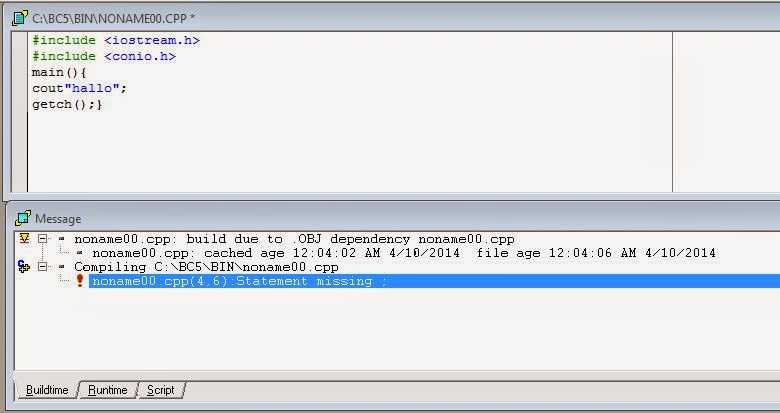 C:\BC5\BIN\NONAME00.CPP *
#include <iostream.h>
#include <conio.h>
main(){
cout"hallo";
getch();}
Message
noname00.cpp: build due to .OBJ dependency noname00.cpp
noname00.cpp: cached age 12:04:02 AM 4/10/2014  file age 12:04:06 AM 4/10/2014
Compiling C:\BC5\BIN\noname00.cpp
noname00.cpp(4,6):Statement missing ;
Buildtime Runtime Script